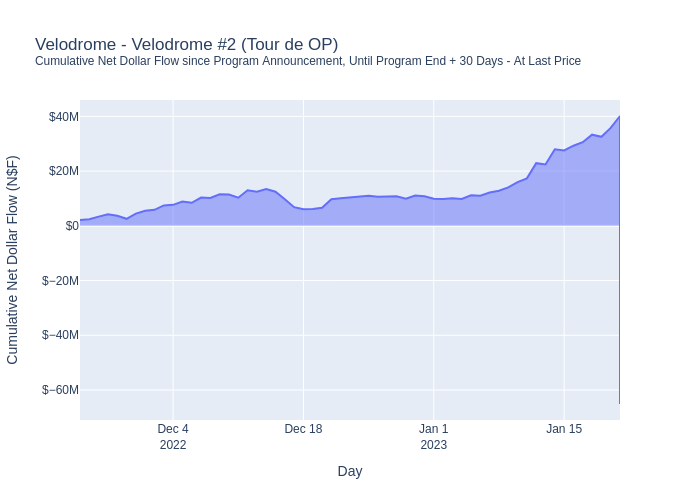 Velodrome - Velodrome #2 (Tour de OP)
Cumulative Net Dollar Flow since Program Announcement, Until Program End + 30 Days - At Last Price
Cumulative Net Dollar Flow (N$F)
$40M
$20M
$0
$−20M
$−40M
$−60M
Dec 4 Dec 18 Jan 1 Jan 15
2022 2023
Day